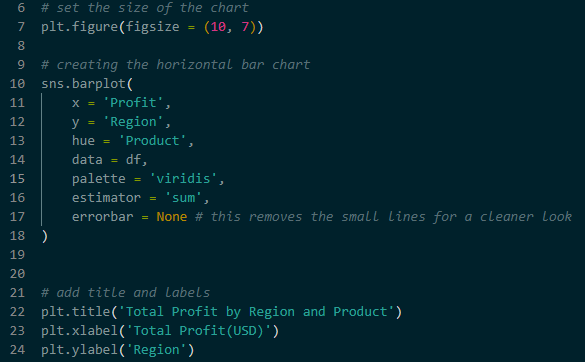 6 # set the size of the chart
7 plt.figure(figsize = (10, 7))
8
9 # creating the horizontal bar chart
10 sns.barplot(
11     x = 'Profit',
12     y = 'Region',
13     hue = 'Product',
14     data = df,
15     palette = 'viridis',
16     estimator = 'sum',
17     errorbar = None # this removes the small lines for a cleaner look
18 )
19
20
21 # add title and labels
22 plt.title('Total Profit by Region and Product')
23 plt.xlabel('Total Profit(USD)')
24 plt.ylabel('Region')